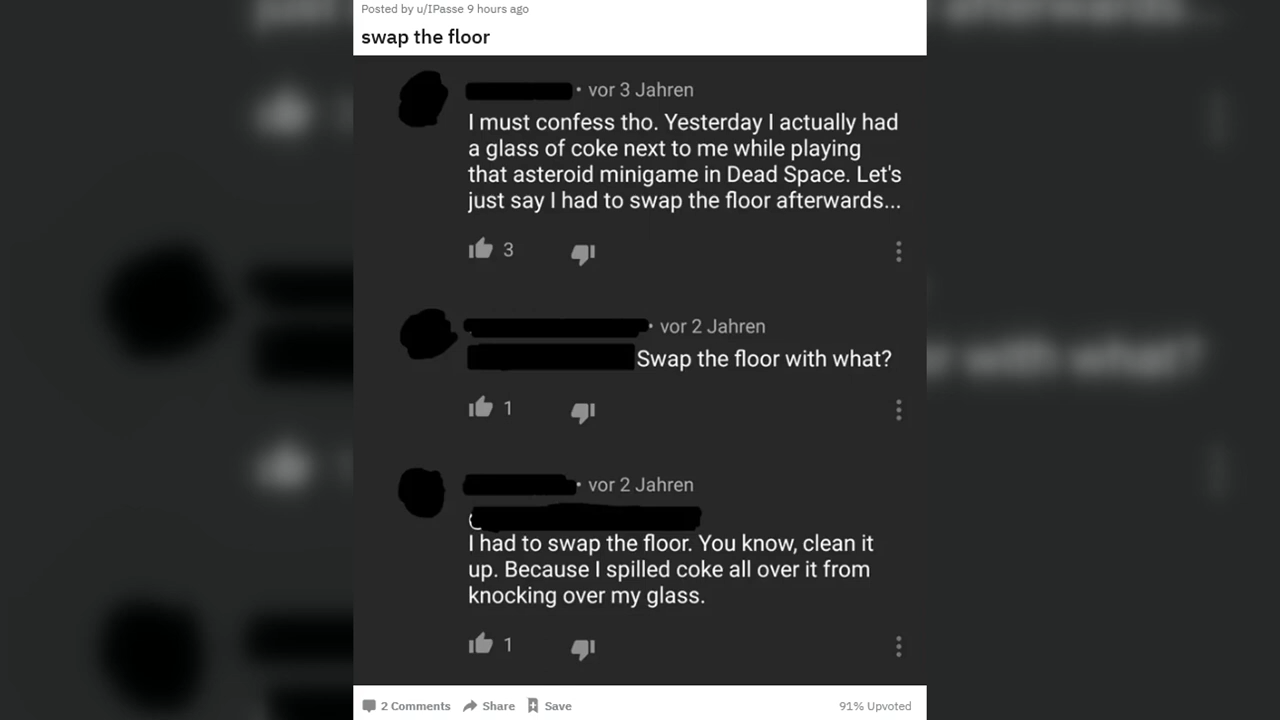 Posted by u/IPasse 9 hours ago
swap the floor
• vor 3 Jahren
I must confess tho. Yesterday I actually had
a glass of coke next to me while playing
that asteroid minigame in Dead Space. Let's
just say I had to swap the floor afterwards...
3
• vor 2 Jahren
Swap the floor with what?
1
• vor 2 Jahren
I had to swap the floor. You know, clean it
up. Because I spilled coke all over it from
knocking over my glass.
1
2 Comments Share Save 91% Upvoted